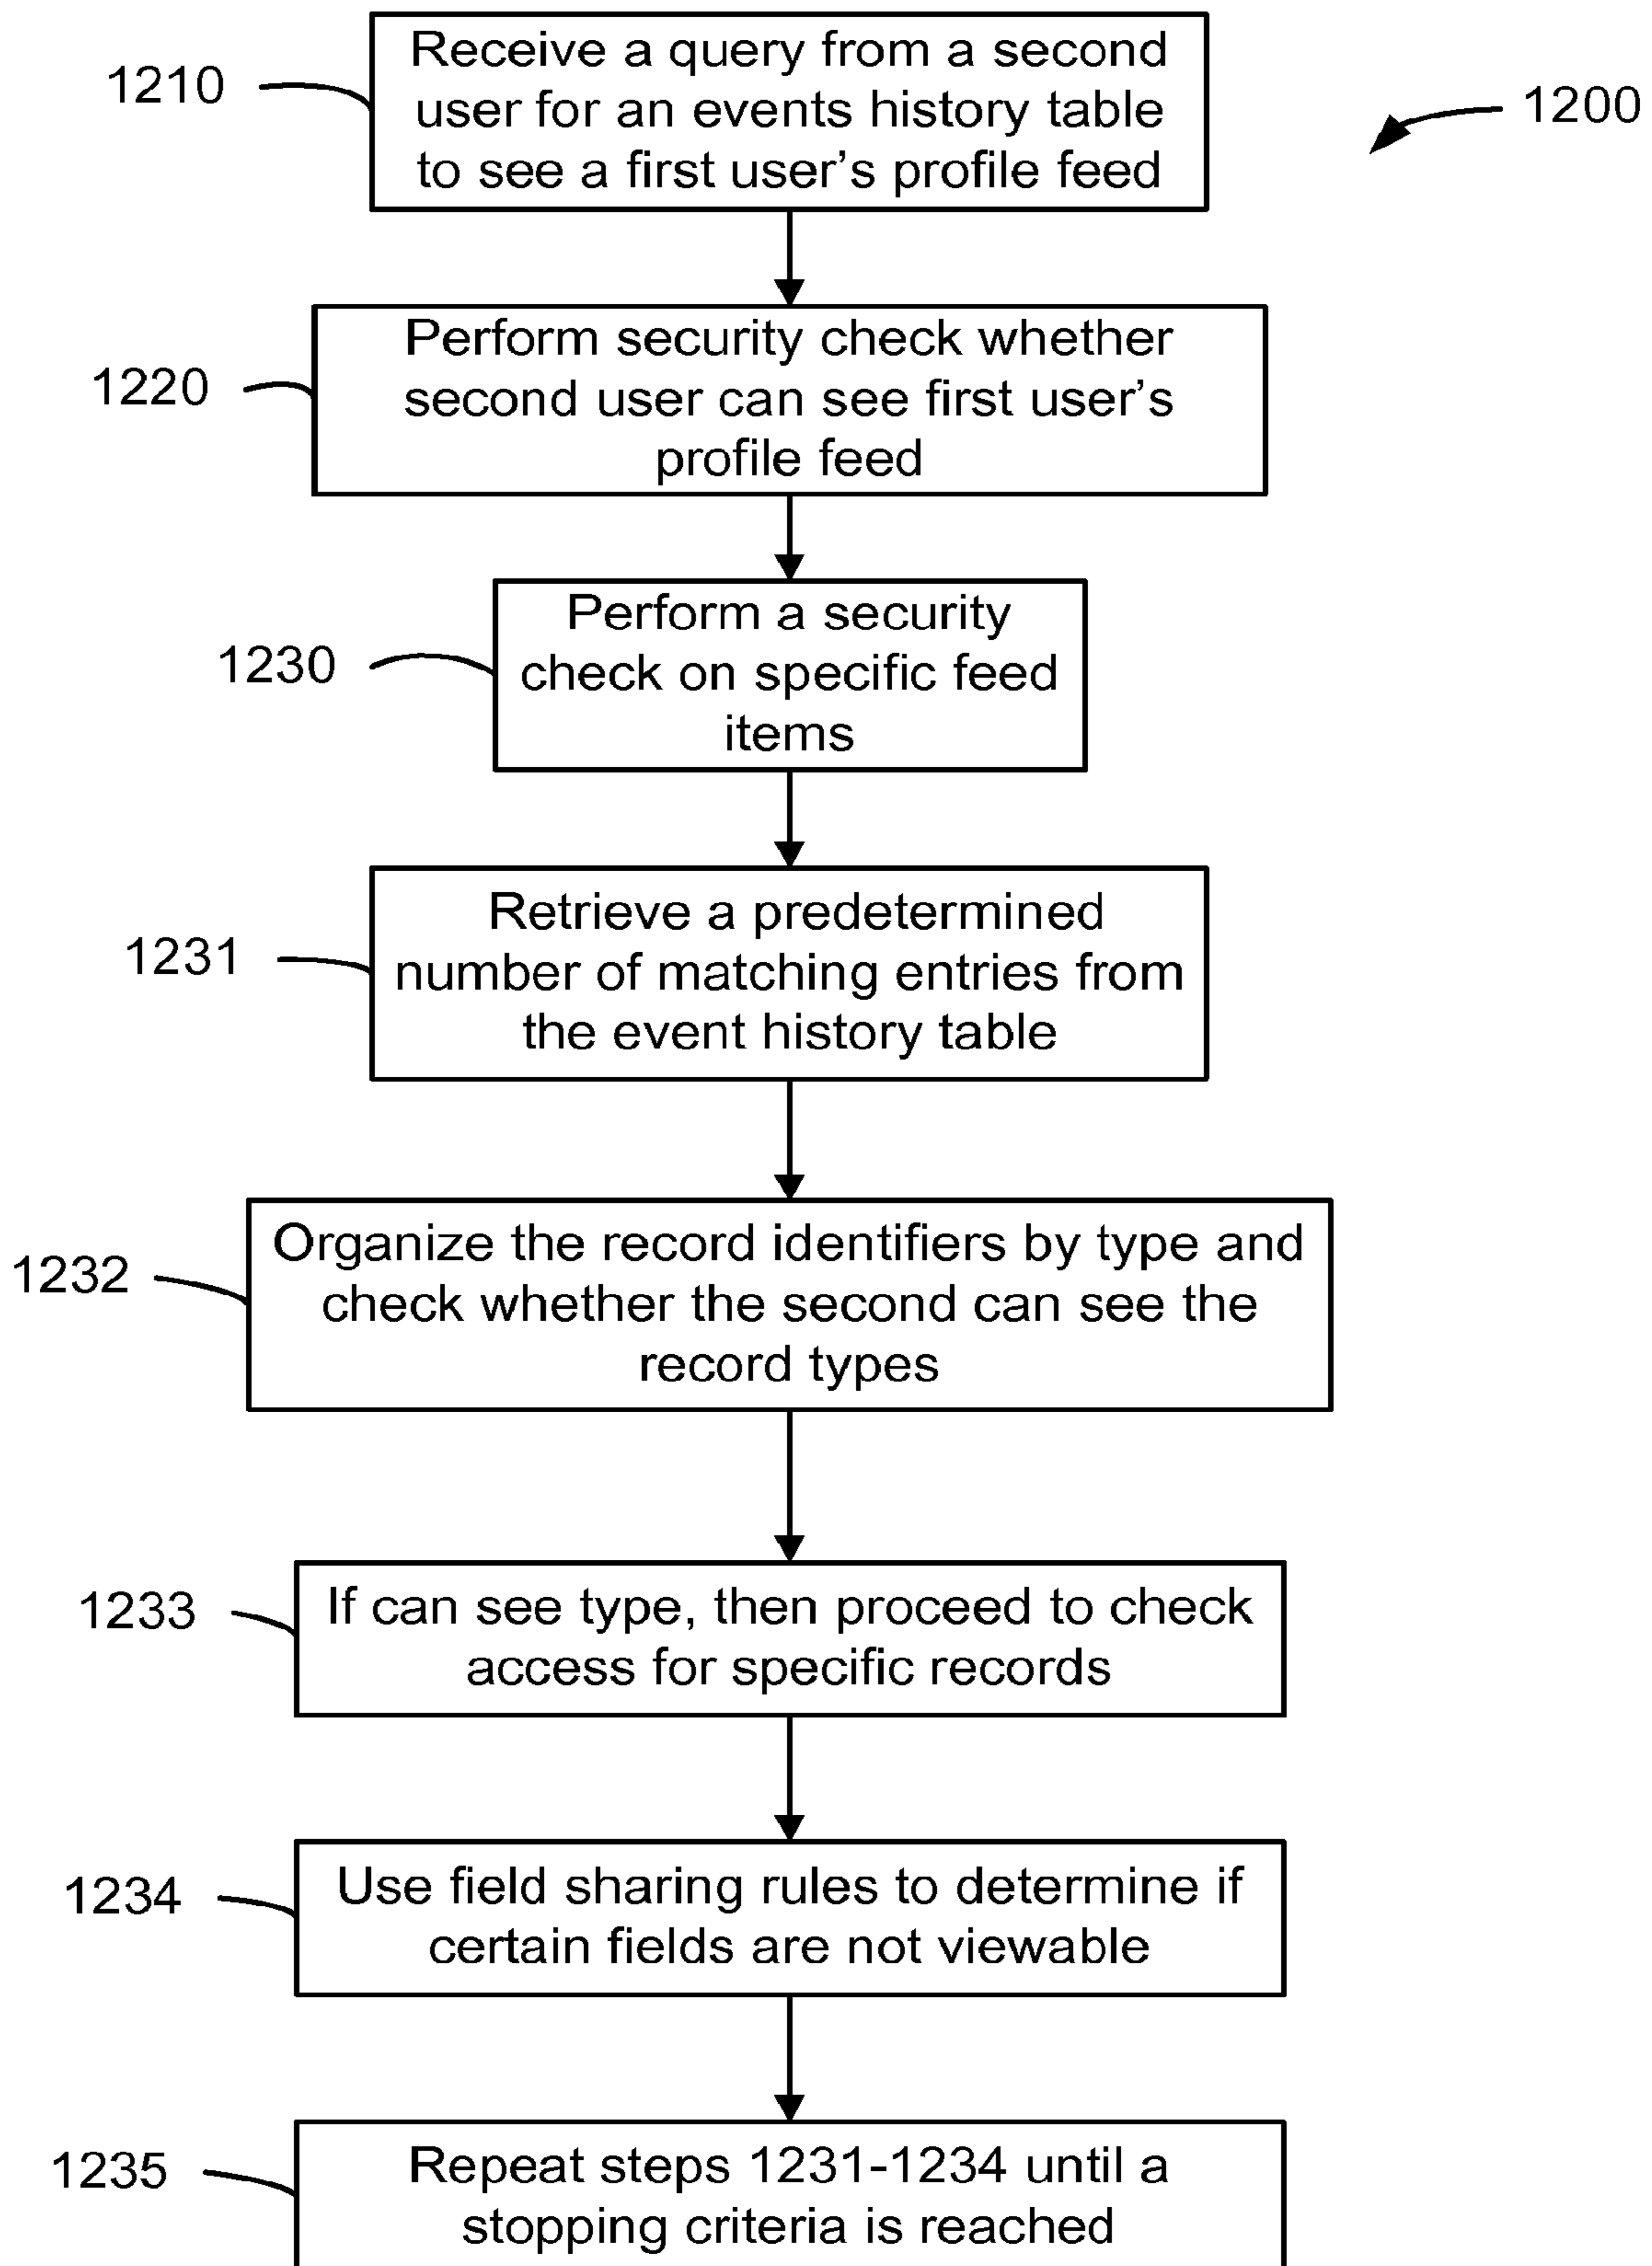 1200
1210
Receive a query from a second
user for an events history table
to see a first user’s profile feed
1220
Perform security check whether
second user can see first user’s
profile feed
1230
Perform a security
check on specific feed
items
1231
Retrieve a predetermined
number of matching entries from
the event history table
1232
Organize the record identifiers by type and
check whether the second can see the
record types
1233
If can see type, then proceed to check
access for specific records
1234
Use field sharing rules to determine if
certain fields are not viewable
1235
Repeat steps 1231-1234 until a
stopping criteria is reached